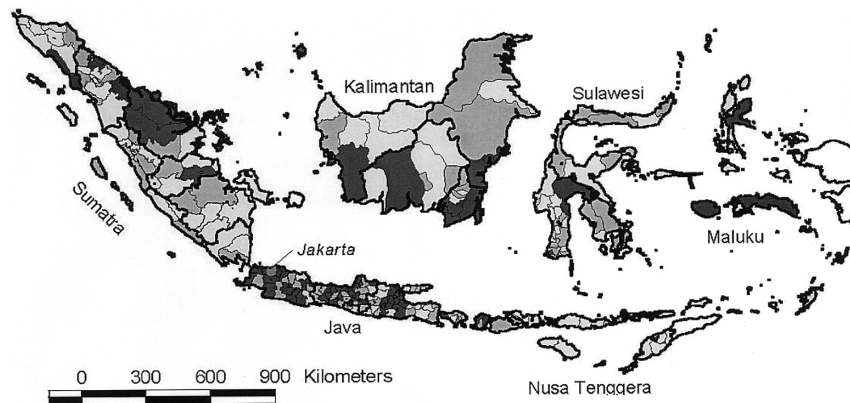 Kalimantan
Sulawesi
Sumatra
Jakarta
Maluku
Java
0 300 600 900 Kilometers
Nusa Tenggera